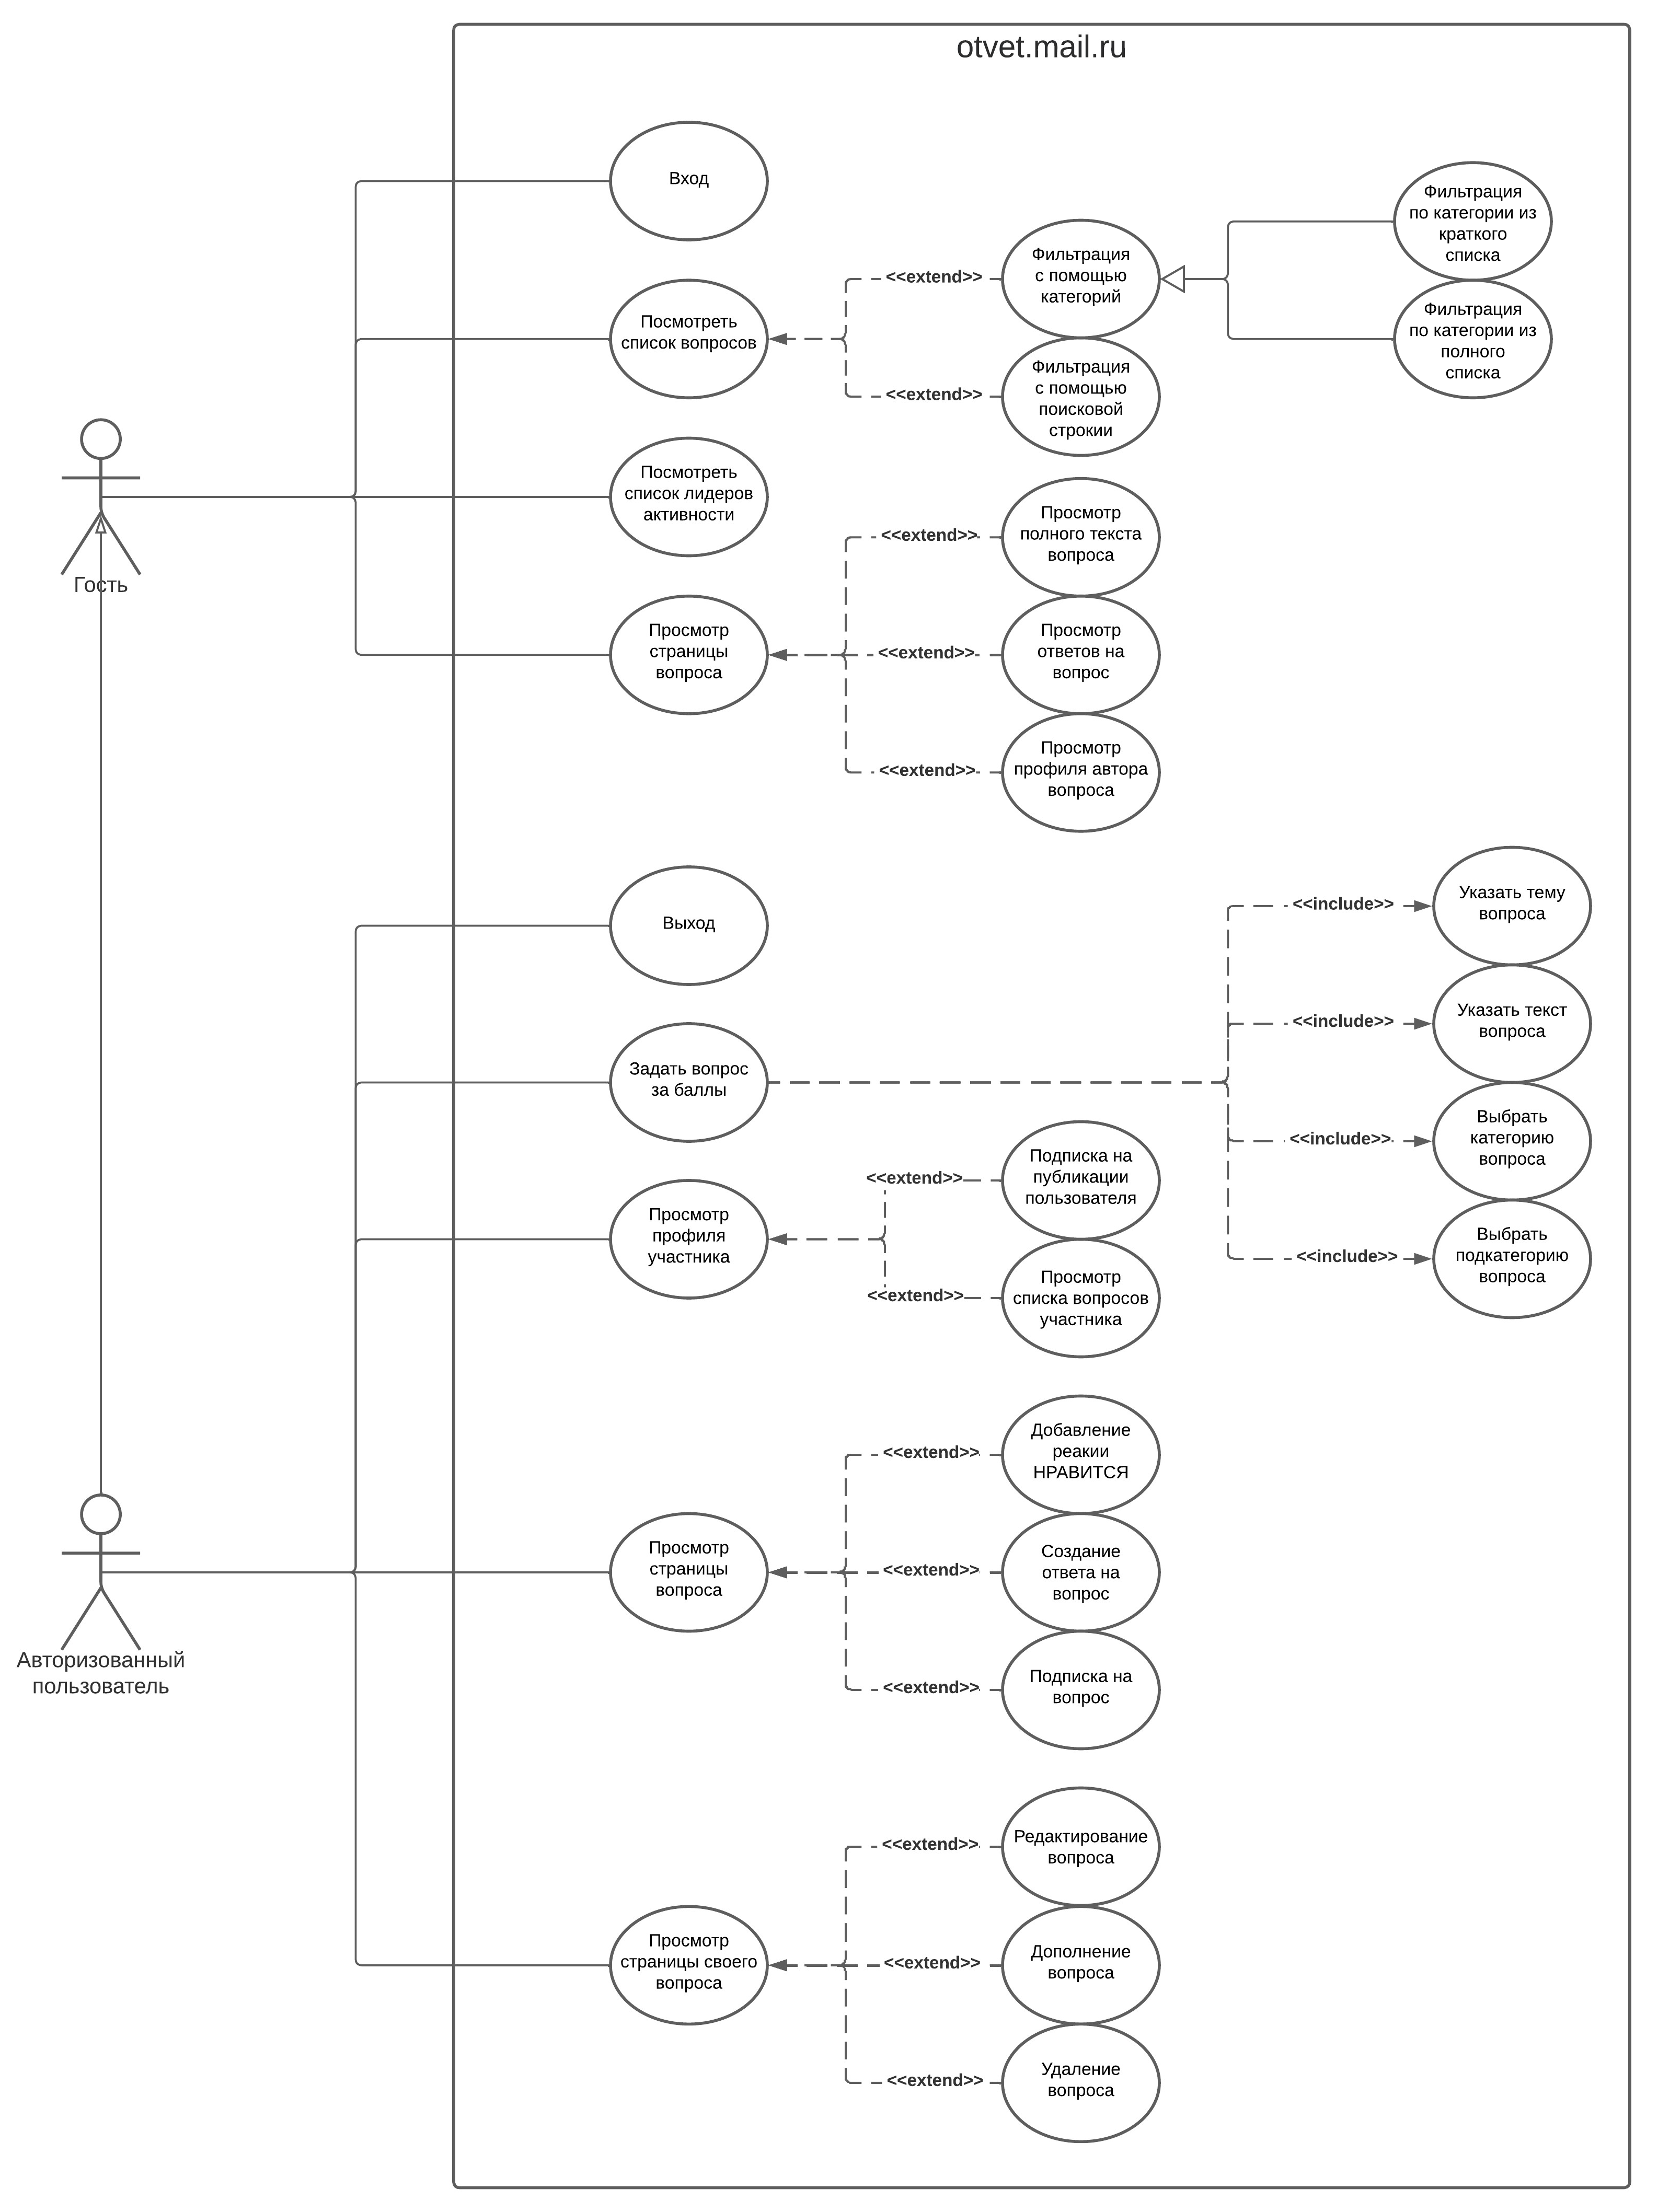 otvet.mail.ru
Вход
Посмотреть
список вопросов
<<extend>>
Фильтрация
с помощью
категорий
Фильтрация
по категории из
краткого
списка
Фильтрация
по категории из
полного
списка
<<extend>>
Фильтрация
с помощью
поисковой
строкии
Посмотреть
список лидеров
активности
Гость
Просмотр
страницы
вопроса
<<extend>>
Просмотр
полного текста
вопроса
<<extend>>
Просмотр
ответов на
вопрос
<<extend>>
Просмотр
профиля автора
вопроса
Выход
Задать вопрос
за баллы
<<include>>
Указать тему
вопроса
<<include>>
Указать текст
вопроса
<<include>>
Выбрать
категорию
вопроса
<<include>>
Выбрать
подкатегорию
вопроса
Просмотр
профиля
участника
<<extend>>
Подписка на
публикации
пользователя
<<extend>>
Просмотр
списка вопросов
участника
Авторизованный
пользователь
Просмотр
страницы
вопроса
<<extend>>
Добавление
реакии
НРАВИТСЯ
<<extend>>
Создание
ответа на
вопрос
<<extend>>
Подписка на
вопрос
Просмотр
страницы своего
вопроса
<<extend>>
Редактирование
вопроса
<<extend>>
Дополнение
вопроса
<<extend>>
Удаление
вопроса